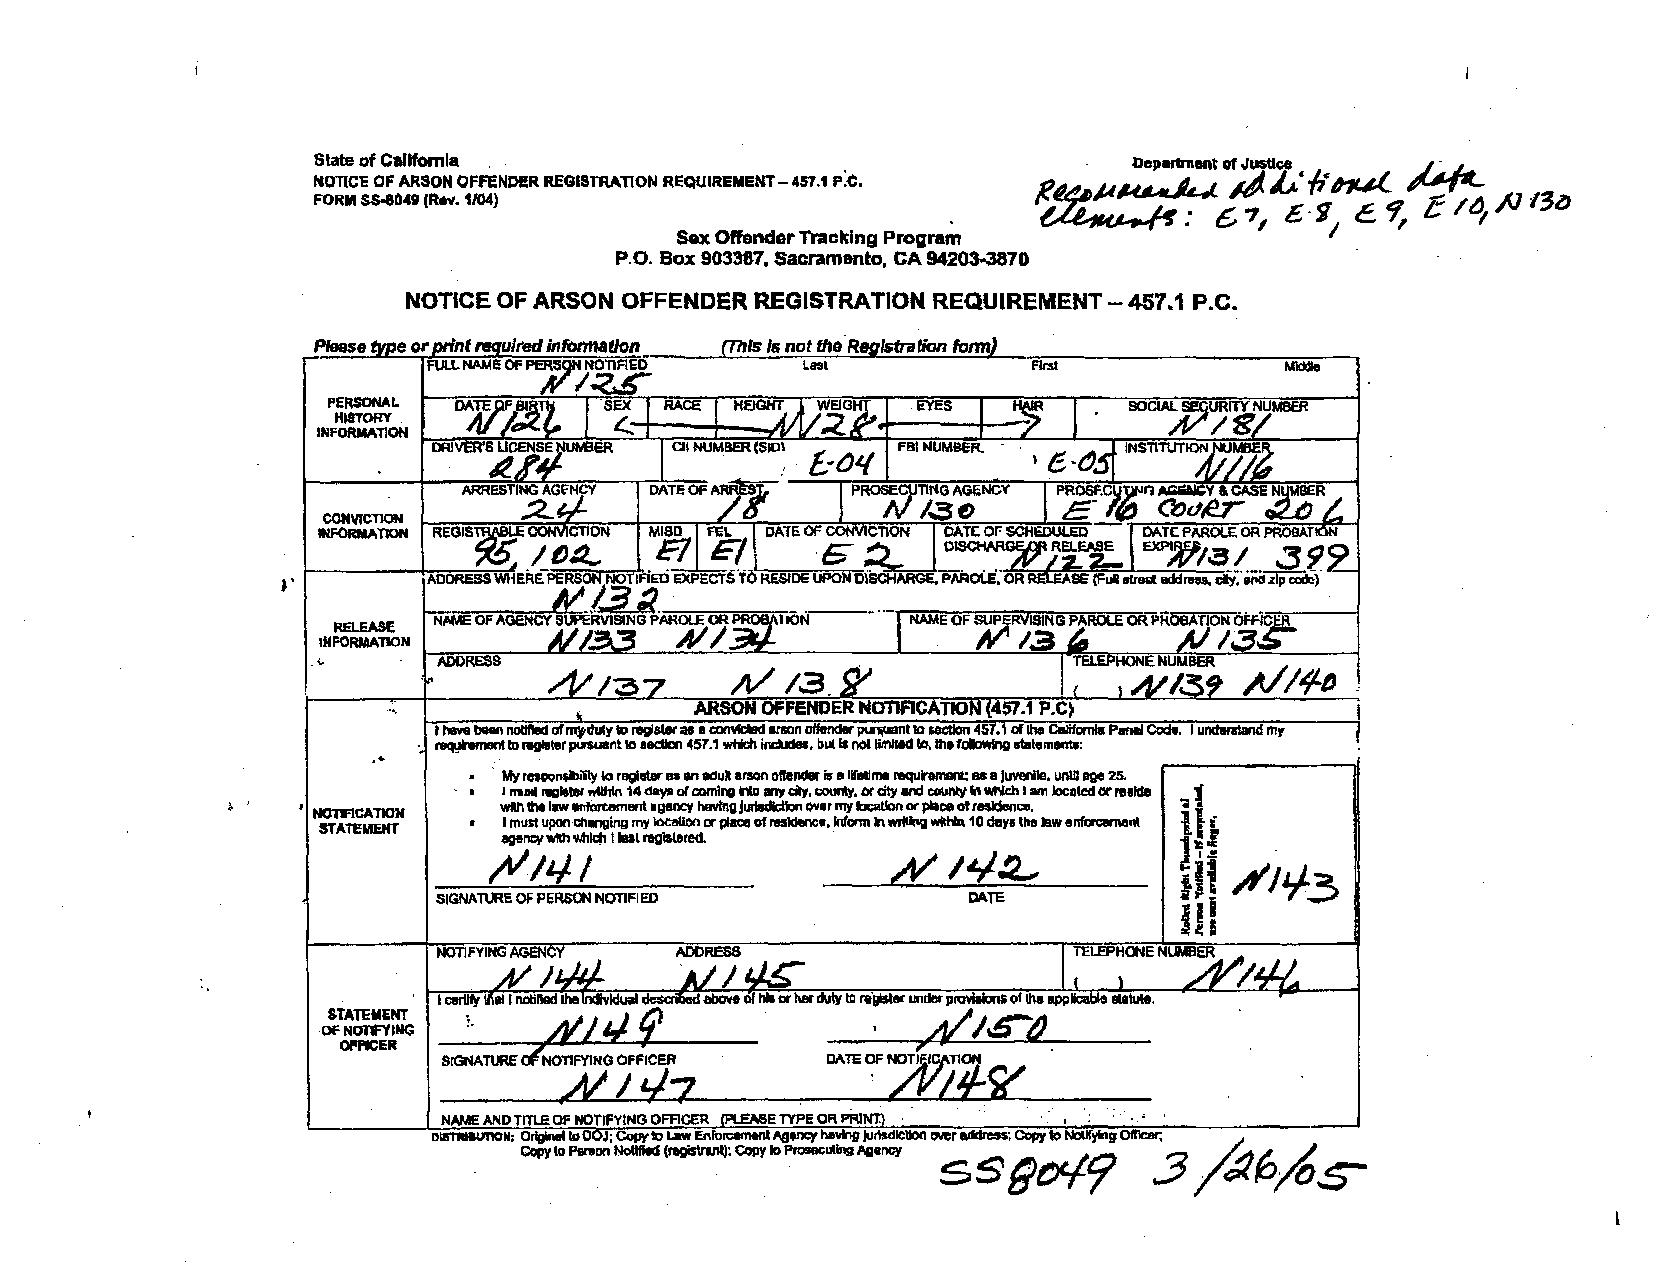 State of California
Department of Justice
NOTICE OF ARSON OFFENDER REGISTRATION REQUIREMENT – 457.1 P.C.
FORM SS-8049 (Rev. 1/04)
Recommended additional data
elements: E7, E8, E9, E10, N130
Sex Offender Tracking Program
P.O. Box 903387, Sacramento, CA 94203-3870
NOTICE OF ARSON OFFENDER REGISTRATION REQUIREMENT – 457.1 P.C.
Please type or print required information (This is not the Registration form)
PERSONAL HISTORY INFORMATION
FULL NAME OF PERSON NOTIFIED Last First Middle
N125
DATE OF BIRTH SEX RACE HEIGHT WEIGHT EYES HAIR SOCIAL SECURITY NUMBER
N126 N128 N181
DRIVER'S LICENSE NUMBER CII NUMBER (SID) FBI NUMBER INSTITUTION NUMBER
284 E-04 E-05 N116
CONVICTION INFORMATION
ARRESTING AGENCY DATE OF ARREST PROSECUTING AGENCY PROSECUTING AGENCY & CASE NUMBER
24 18 N130 E16 COURT 206
REGISTRABLE CONVICTION MISD FEL DATE OF CONVICTION DATE OF SCHEDULED DISCHARGE OR RELEASE DATE PAROLE OR PROBATION EXPIRES
95, 102 E1 E1 E2 N122 N131 399
RELEASE INFORMATION
ADDRESS WHERE PERSON NOTIFIED EXPECTS TO RESIDE UPON DISCHARGE, PAROLE, OR RELEASE (Full street address, city, and zip code)
N132
NAME OF AGENCY SUPERVISING PAROLE OR PROBATION NAME OF SUPERVISING PAROLE OR PROBATION OFFICER
N133 N134 N136 N135
ADDRESS TELEPHONE NUMBER
N137 N138 ( ) N139 N140
NOTIFICATION STATEMENT
ARSON OFFENDER NOTIFICATION (457.1 P.C)
I have been notified of my duty to register as a convicted arson offender pursuant to section 457.1 of the California Penal Code. I understand my
requirement to register pursuant to section 457.1 which includes, but is not limited to, the following statements:
• My responsibility to register as an adult arson offender is a lifetime requirement; as a juvenile, until age 25.
• I must register within 14 days of coming into any city, county, or city and county in which I am located or reside
with the law enforcement agency having jurisdiction over my location or place of residence.
• I must upon changing my location or place of residence, inform in writing within 10 days the law enforcement
agency with which I last registered.
Rolled Right Thumbprint of
Person Notified – If amputated,
use next available finger.
N141 N142 N143
SIGNATURE OF PERSON NOTIFIED DATE
STATEMENT OF NOTIFYING OFFICER
NOTIFYING AGENCY ADDRESS TELEPHONE NUMBER
N144 N145 ( ) N146
I certify that I notified the individual described above of his or her duty to register under provisions of the applicable statute.
N149 N150
SIGNATURE OF NOTIFYING OFFICER DATE OF NOTIFICATION
N147 N148
NAME AND TITLE OF NOTIFYING OFFICER (PLEASE TYPE OR PRINT)
DISTRIBUTION: Original to DOJ; Copy to Law Enforcement Agency having jurisdiction over address; Copy to Notifying Officer;
Copy to Person Notified (registrant); Copy to Prosecuting Agency
SS8049 3/26/05